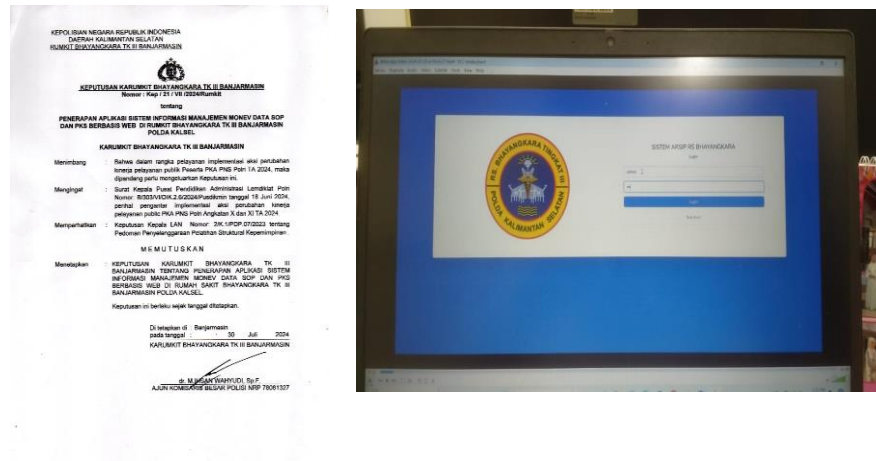 KEPOLISIAN NEGARA REPUBLIK INDONESIA
DAERAH KALIMANTAN SELATAN
RUMKIT BHAYANGKARA TK III BANJARMASIN
KEPUTUSAN KARUMKIT BHAYANGKARA TK III BANJARMASIN
Nomor : Kep / 21 / VII /2024/Rumkit
tentang
PENERAPAN APLIKASI SISTEM INFORMASI MANAJEMEN MONEV DATA SOP
DAN PKS BERBASIS WEB DI RUMKIT BHAYANGKARA TK III BANJARMASIN
POLDA KALSEL
KARUMKIT BHAYANGKARA TK III BANJARMASIN
Menimbang : Bahwa dalam rangka pelayanan implementasi aksi perubahan
kinerja pelayanan public Peserta PKA PNS Polri 1A 2024, maka
dipandang perlu mengeluarkan Keputusan ini.
Mengingat : Surat Kepala Pusat Pendidikan Administrasi Lemdiklat Polri
Nomor: B/303/VI/DIK.2.6/2024/Pusdikmin tanggal 18 Juni 2024,
perihal pengantar implementasi aksi perubahan kinerja
pelayanan public PKA PNS Polri Angkatan X dan XI TA 2024
Memperhatikan : Keputusan Kepala LAN Nomor 2/K.1/PDP.07/2023 tentang
Pedoman Penyelenggaraan Pelatihan Struktural Kepemimpinan .
M E M U T U S K A N
Menetapkan : KEPUTUSAN KARUMKIT BHAYANGKARA TK III
BANJARMASIN TENTANG PENERAPAN APLIKASI SISTEM
INFORMASI MANAJEMEN MONEV DATA SOP DAN PKS
BERBASIS WEB DI RUMAH SAKIT BHAYANGKARA TK III
BANJARMASIN POLDA KALSEL.
Keputusan ini berlaku sejak tanggal ditetapkan.
Di tetapkan di : Banjarmasin
pada tanggal : 30 Juli 2024
KARUMKIT BHAYANGKARA TK III BANJARMASIN
dr. M. IHSAN WAHYUDI, Sp.F.
AJUN KOMISARIS BESAR POLISI NRP 78061327
RS. BHAYANGKARA TINGKAT III
POLDA KALIMANTAN SELATAN
SISTEM ARSIP RS BHAYANGKARA
Login
admin
Login